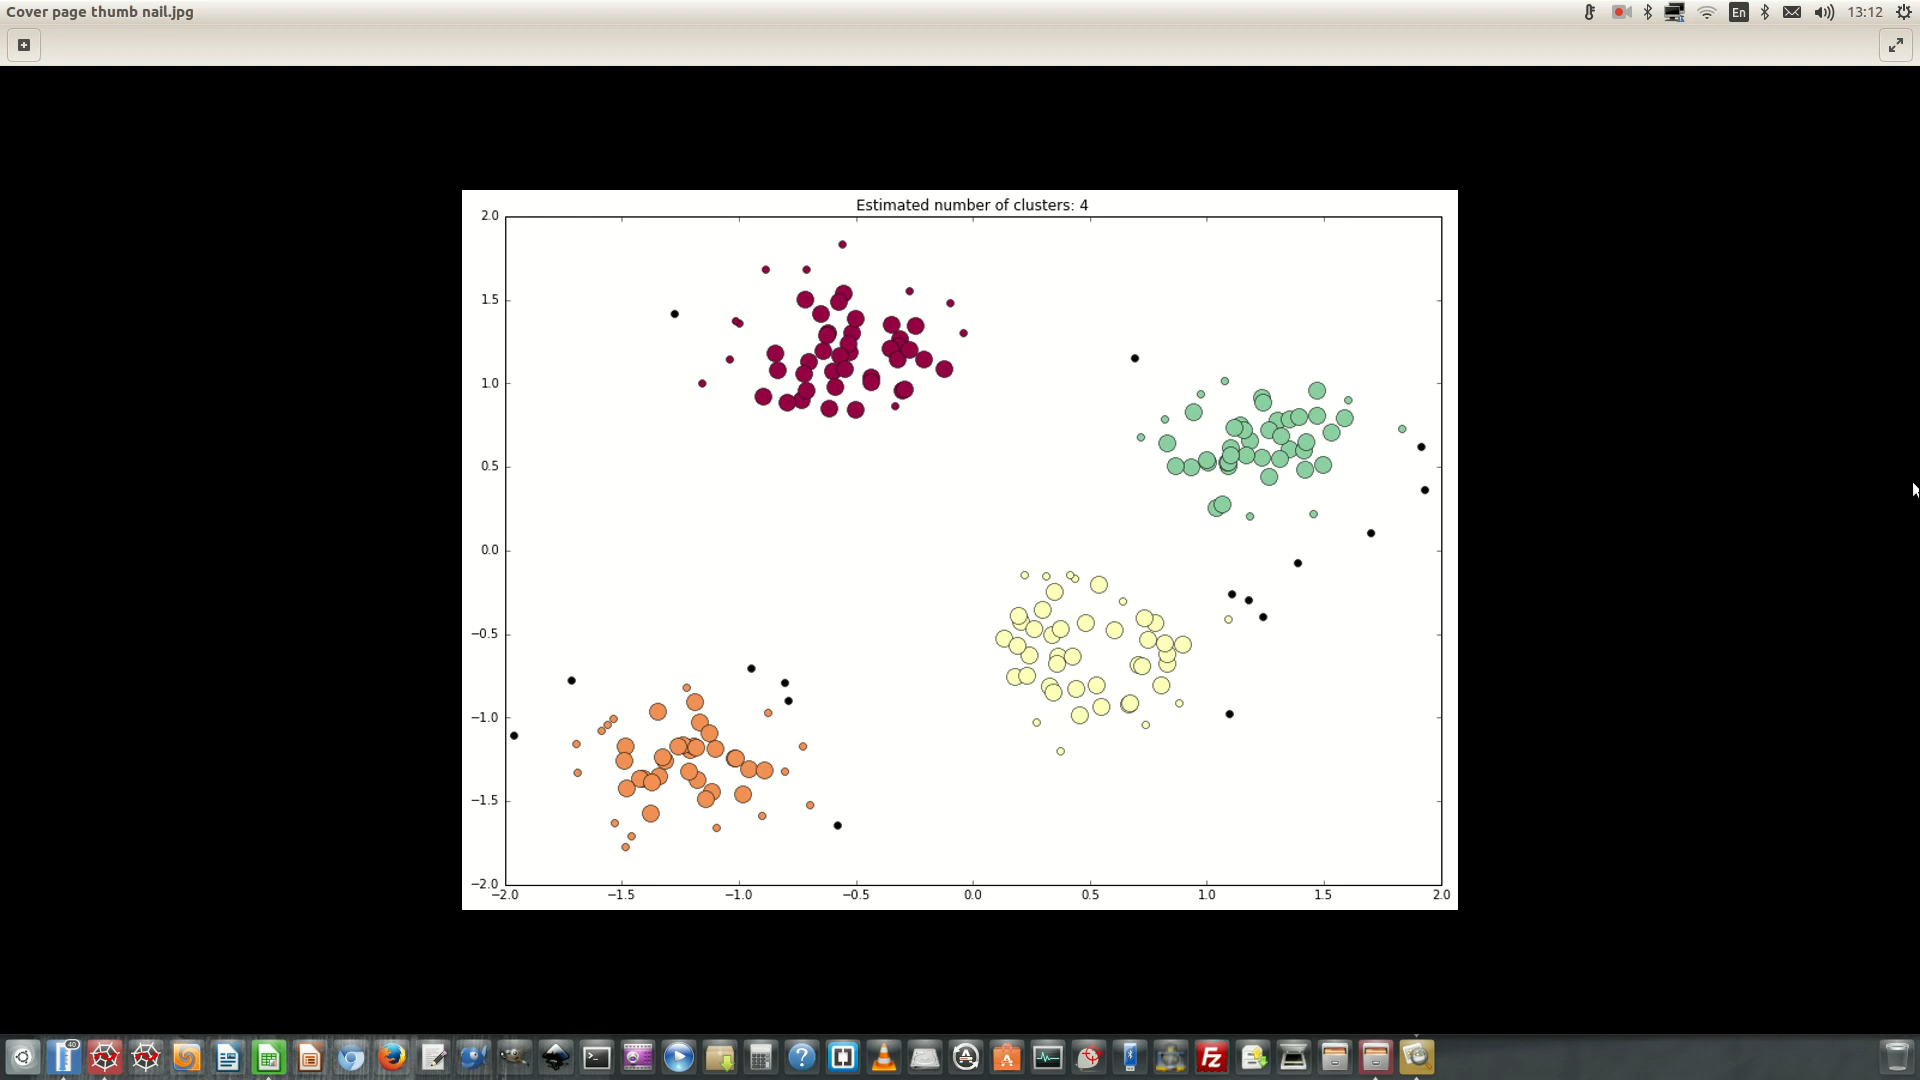 Cover page thumb nail.jpg
En
13:12
Estimated number of clusters: 4
2.0
1.5
1.0
0.5
0.0
−0.5
−1.0
−1.5
−2.0
−2.0 −1.5 −1.0 −0.5 0.0 0.5 1.0 1.5 2.0
40
Fz